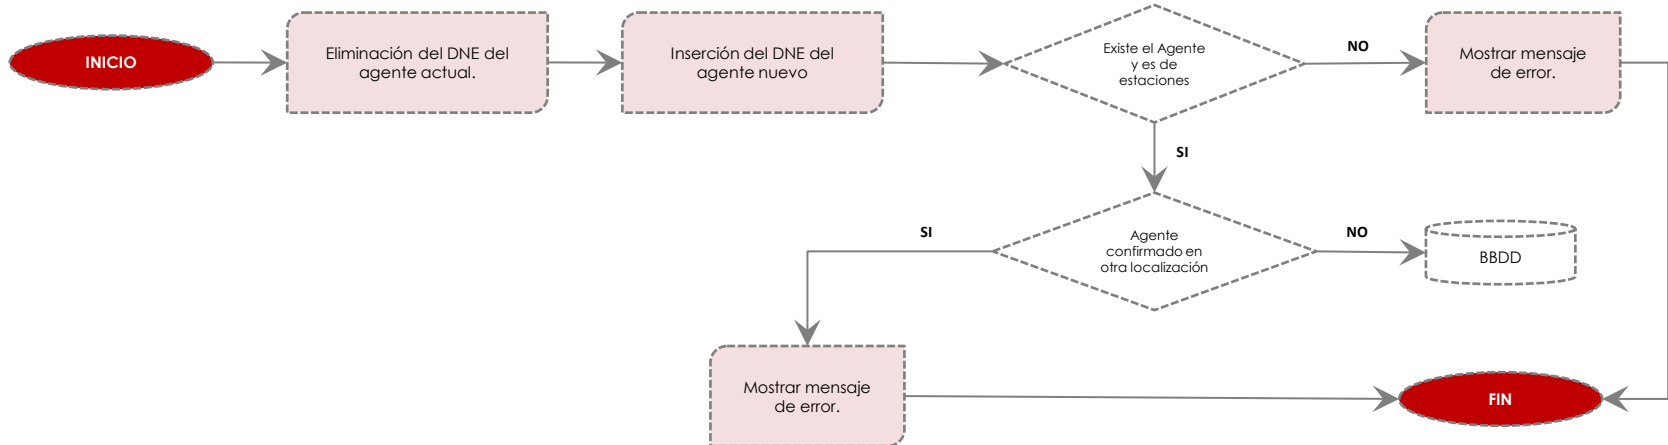 INICIO
Eliminación del DNE del
agente actual.
Inserción del DNE del
agente nuevo
Existe el Agente
y es de
estaciones
NO
Mostrar mensaje
de error.
SI
SI
Agente
confirmado en
otra localización
NO
BBDD
Mostrar mensaje
de error.
FIN